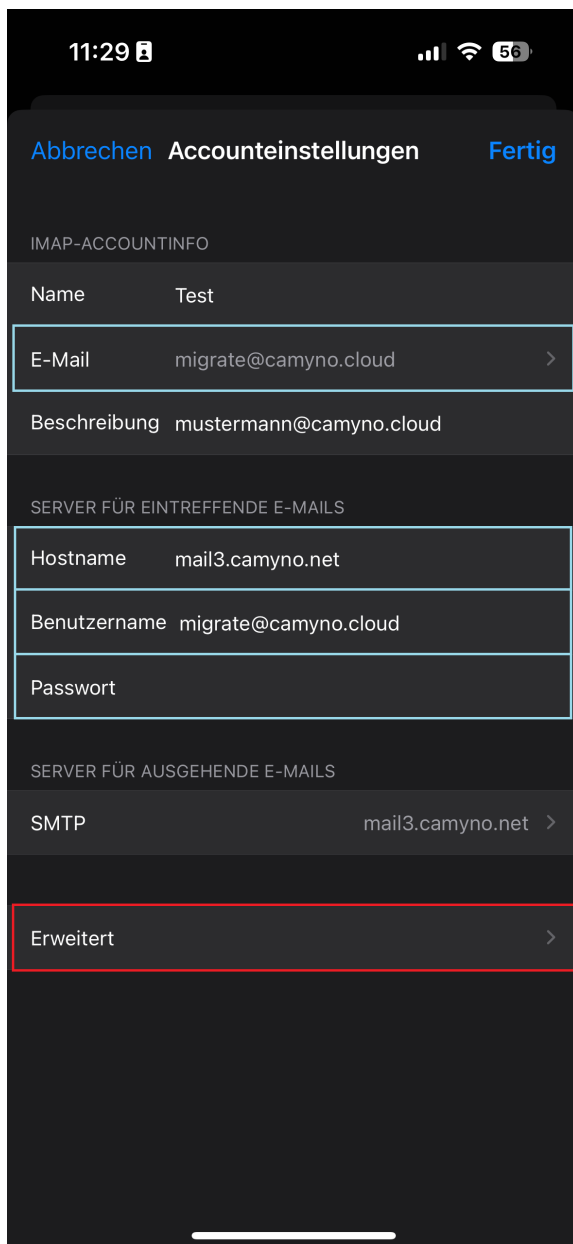 11:29 56
Abbrechen Accounteinstellungen Fertig
IMAP-ACCOUNTINFO
Name Test
E-Mail migrate@camyno.cloud
Beschreibung mustermann@camyno.cloud
SERVER FÜR EINTREFFENDE E-MAILS
Hostname mail3.camyno.net
Benutzername migrate@camyno.cloud
Passwort
SERVER FÜR AUSGEHENDE E-MAILS
SMTP mail3.camyno.net
Erweitert